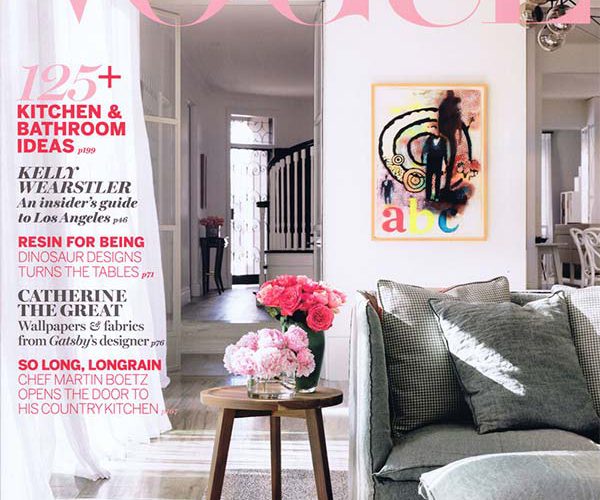 VOGUE
125+
KITCHEN &
BATHROOM
IDEAS p199
KELLY
WEARSTLER
An insider's guide
to Los Angeles p46
RESIN FOR BEING
DINOSAUR DESIGNS
TURNS THE TABLES p71
CATHERINE
THE GREAT
Wallpapers & fabrics
from Gatsby's designer p76
SO LONG, LONGRAIN
CHEF MARTIN BOETZ
OPENS THE DOOR TO
HIS COUNTRY KITCHEN
abc